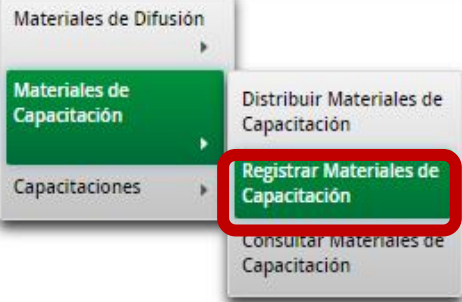 Materiales de Difusión
Materiales de
Capacitación
Capacitaciones
Distribuir Materiales de
Capacitación
Registrar Materiales de
Capacitación
Consultar Materiales de
Capacitación